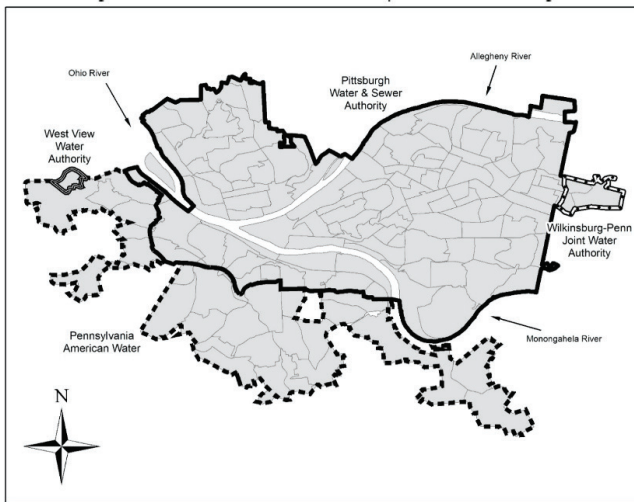 Ohio River
Allegheny River
Pittsburgh
Water & Sewer
Authority
West View
Water
Authority
Wilkinsburg-Penn
Joint Water
Authority
Pennsylvania
American Water
Monongahela River
N